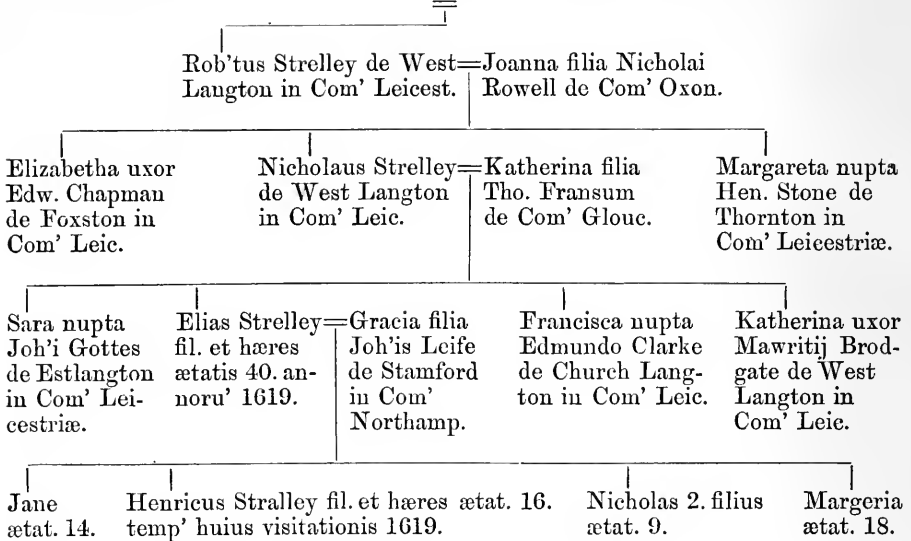 Rob'tus Strelley de West=Joanna filia Nicholai
Langton in Com' Leicest. Rowell de Com' Oxon.
Elizabetha uxor
Edw. Chapman
de Foxston in
Com' Leic.
Nicholaus Strelley=Katherina filia
de West Langton Tho. Fransum
in Com' Leic. de Com' Glouc.
Margareta nupta
Hen. Stone de
Thornton in
Com' Leicestriæ.
Sara nupta
Joh'i Gottes
de Estlangton
in Com' Lei-
cestriæ.
Elias Strelley=Gracia filia
fil. et hæres Joh'is Leife
ætatis 40. an- de Stamford
noru' 1619. in Com'
Northamp.
Francisca nupta
Edmundo Clarke
de Church Lang-
ton in Com' Leic.
Katherina uxor
Mawritij Brod-
gate de West
Langton in
Com' Leic.
Jane
ætat. 14.
Henricus Stralley fil. et hæres ætat. 16.
temp' huius visitationis 1619.
Nicholas 2. filius
ætat. 9.
Margeria
ætat. 18.